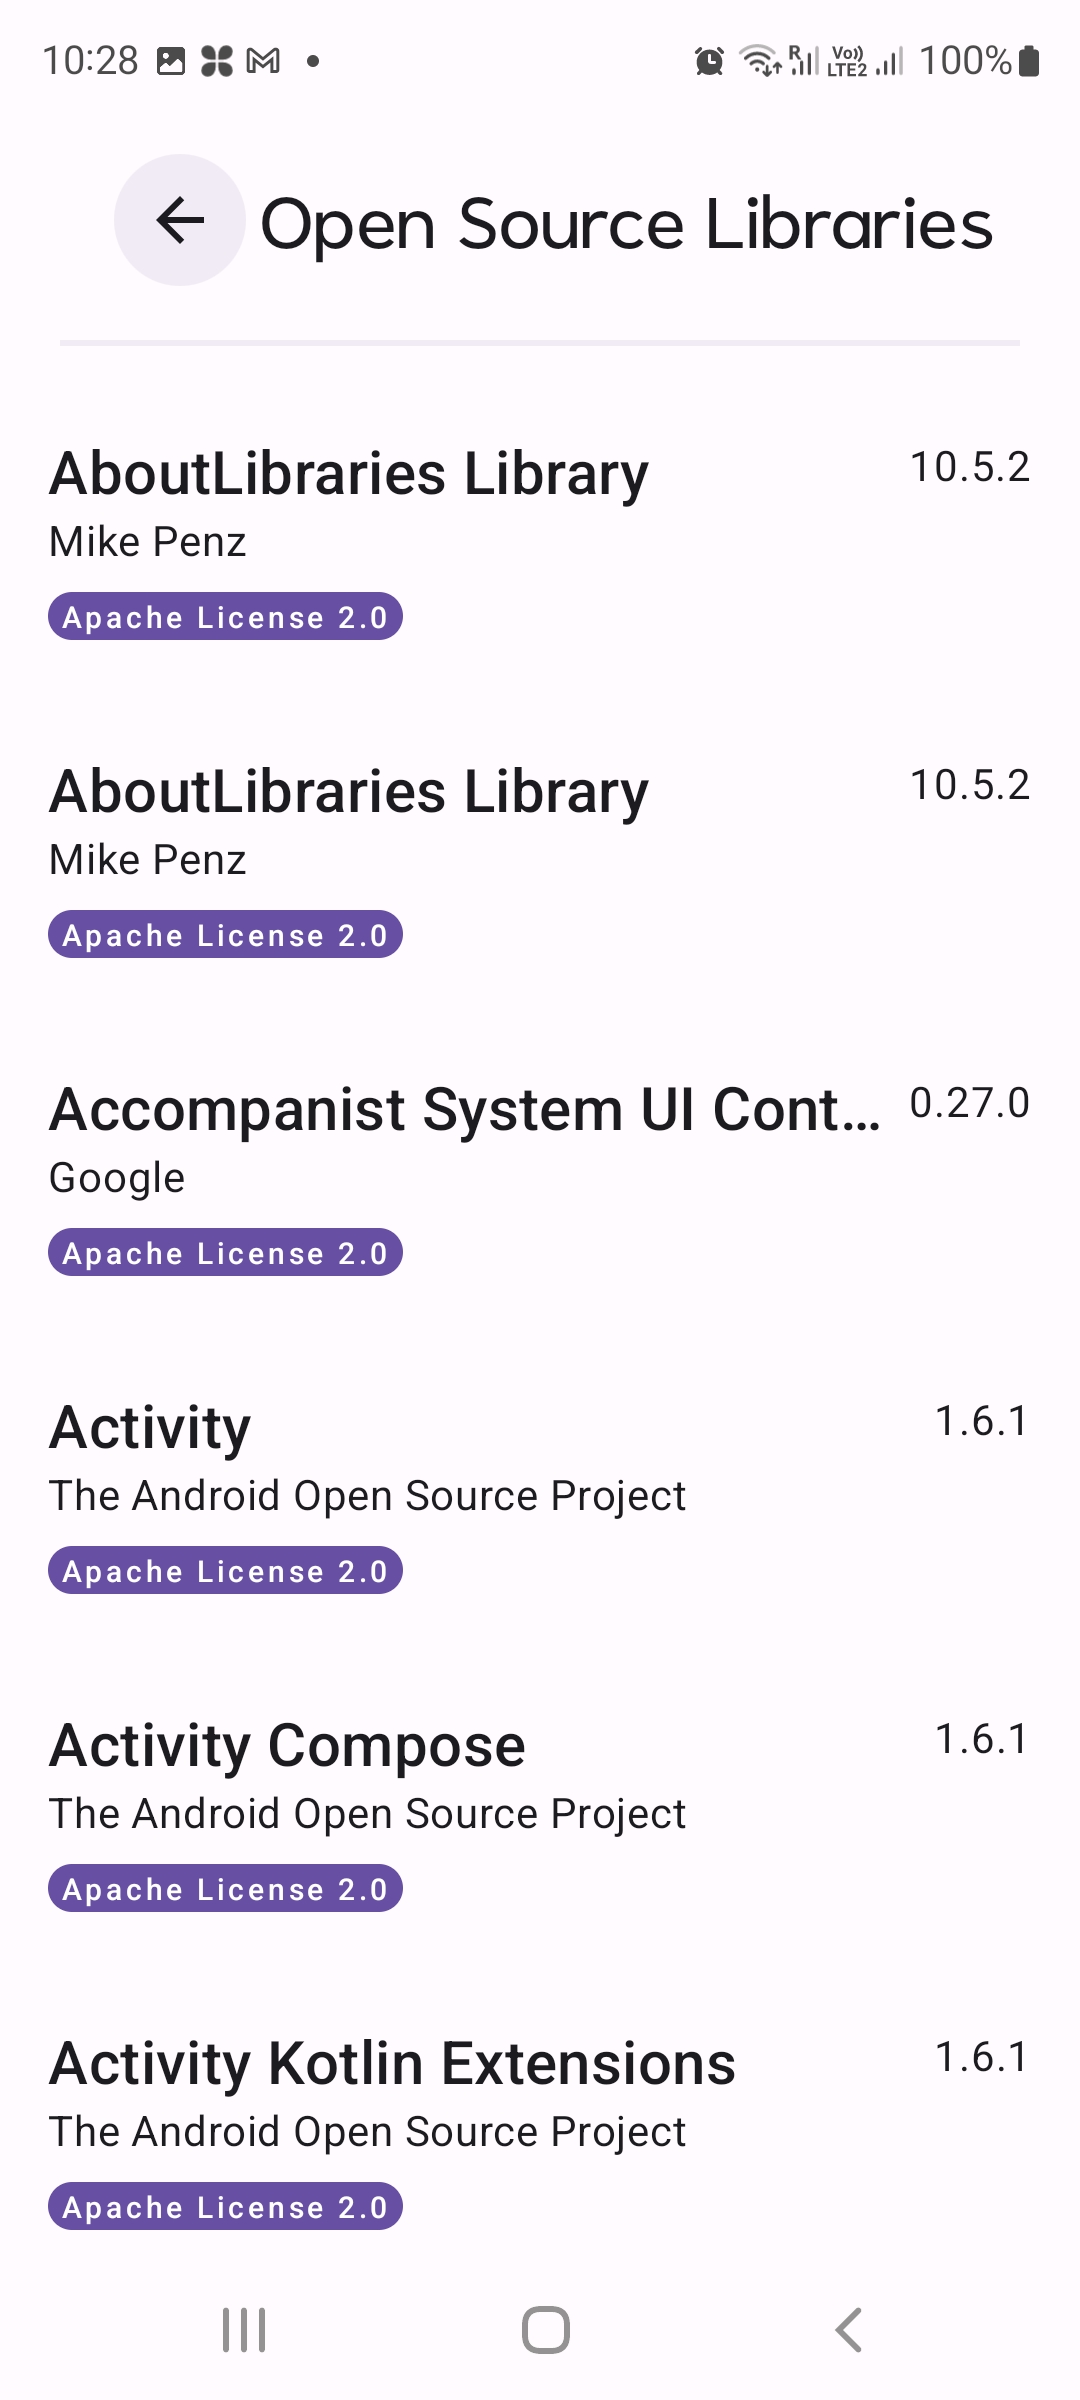 10:28
R Vo)) LTE2 100%
Open Source Libraries
AboutLibraries Library 10.5.2
Mike Penz
Apache License 2.0
AboutLibraries Library 10.5.2
Mike Penz
Apache License 2.0
Accompanist System UI Cont... 0.27.0
Google
Apache License 2.0
Activity 1.6.1
The Android Open Source Project
Apache License 2.0
Activity Compose 1.6.1
The Android Open Source Project
Apache License 2.0
Activity Kotlin Extensions 1.6.1
The Android Open Source Project
Apache License 2.0